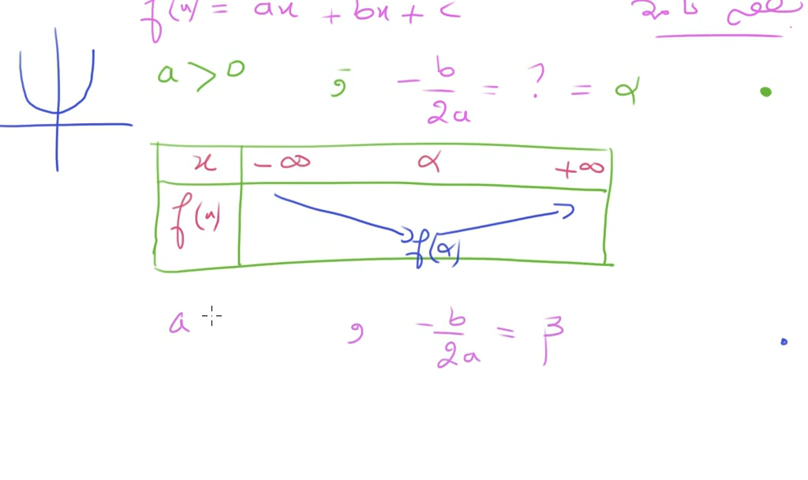 f(x) = ax + bx + c
a > 0 ; -b/2a = ? = α
x -∞ α +∞
f(x) f(α)
a , -b/2a = β